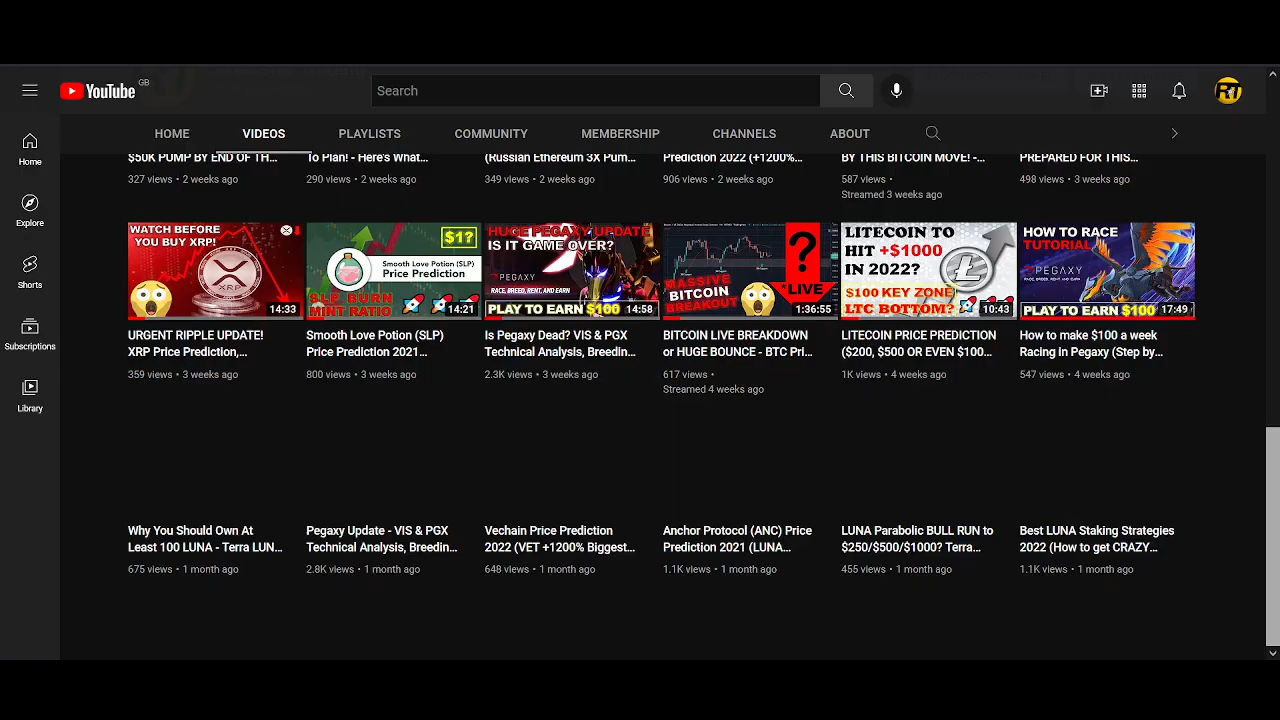 YouTube GB
Search
RT
HOME VIDEOS PLAYLISTS COMMUNITY MEMBERSHIP CHANNELS ABOUT
Home
Explore
Shorts
Subscriptions
Library
$50K PUMP BY END OF TH...
327 views • 2 weeks ago
To Plan! - Here's What...
290 views • 2 weeks ago
(Russian Ethereum 3X Pum...
349 views • 2 weeks ago
Prediction 2022 (+1200%...
906 views • 2 weeks ago
BY THIS BITCOIN MOVE! -...
587 views •
Streamed 3 weeks ago
PREPARED FOR THIS...
498 views • 3 weeks ago
WATCH BEFORE
YOU BUY XRP!
XRP
14:33
URGENT RIPPLE UPDATE!
XRP Price Prediction,...
359 views • 3 weeks ago
$1?
Smooth Love Potion (SLP)
Price Prediction
SLP BURN
MINT RATIO
14:21
Smooth Love Potion (SLP)
Price Prediction 2021...
800 views • 3 weeks ago
HUGE PEGAXY UPDATE
IS IT GAME OVER?
PEGAXY
RACE, BREED, RENT, AND EARN
PLAY TO EARN $100
14:58
Is Pegaxy Dead? VIS & PGX
Technical Analysis, Breedin...
2.3K views • 3 weeks ago
?
MASSIVE
BITCOIN
BREAKOUT
*LIVE
1:36:55
BITCOIN LIVE BREAKDOWN
or HUGE BOUNCE - BTC Pri...
617 views •
Streamed 4 weeks ago
LITECOIN TO
HIT +$1000
IN 2022?
$100 KEY ZONE
LTC BOTTOM?
10:43
LITECOIN PRICE PREDICTION
($200, $500 OR EVEN $100...
1K views • 4 weeks ago
HOW TO RACE
TUTORIAL
PEGAXY
RACE, BREED, RENT, AND EARN
PLAY TO EARN $100
17:49
How to make $100 a week
Racing in Pegaxy (Step by...
547 views • 4 weeks ago
Why You Should Own At
Least 100 LUNA - Terra LUN...
675 views • 1 month ago
Pegaxy Update - VIS & PGX
Technical Analysis, Breedin...
2.8K views • 1 month ago
Vechain Price Prediction
2022 (VET +1200% Biggest...
648 views • 1 month ago
Anchor Protocol (ANC) Price
Prediction 2021 (LUNA...
1.1K views • 1 month ago
LUNA Parabolic BULL RUN to
$250/$500/$1000? Terra...
455 views • 1 month ago
Best LUNA Staking Strategies
2022 (How to get CRAZY...
1.1K views • 1 month ago